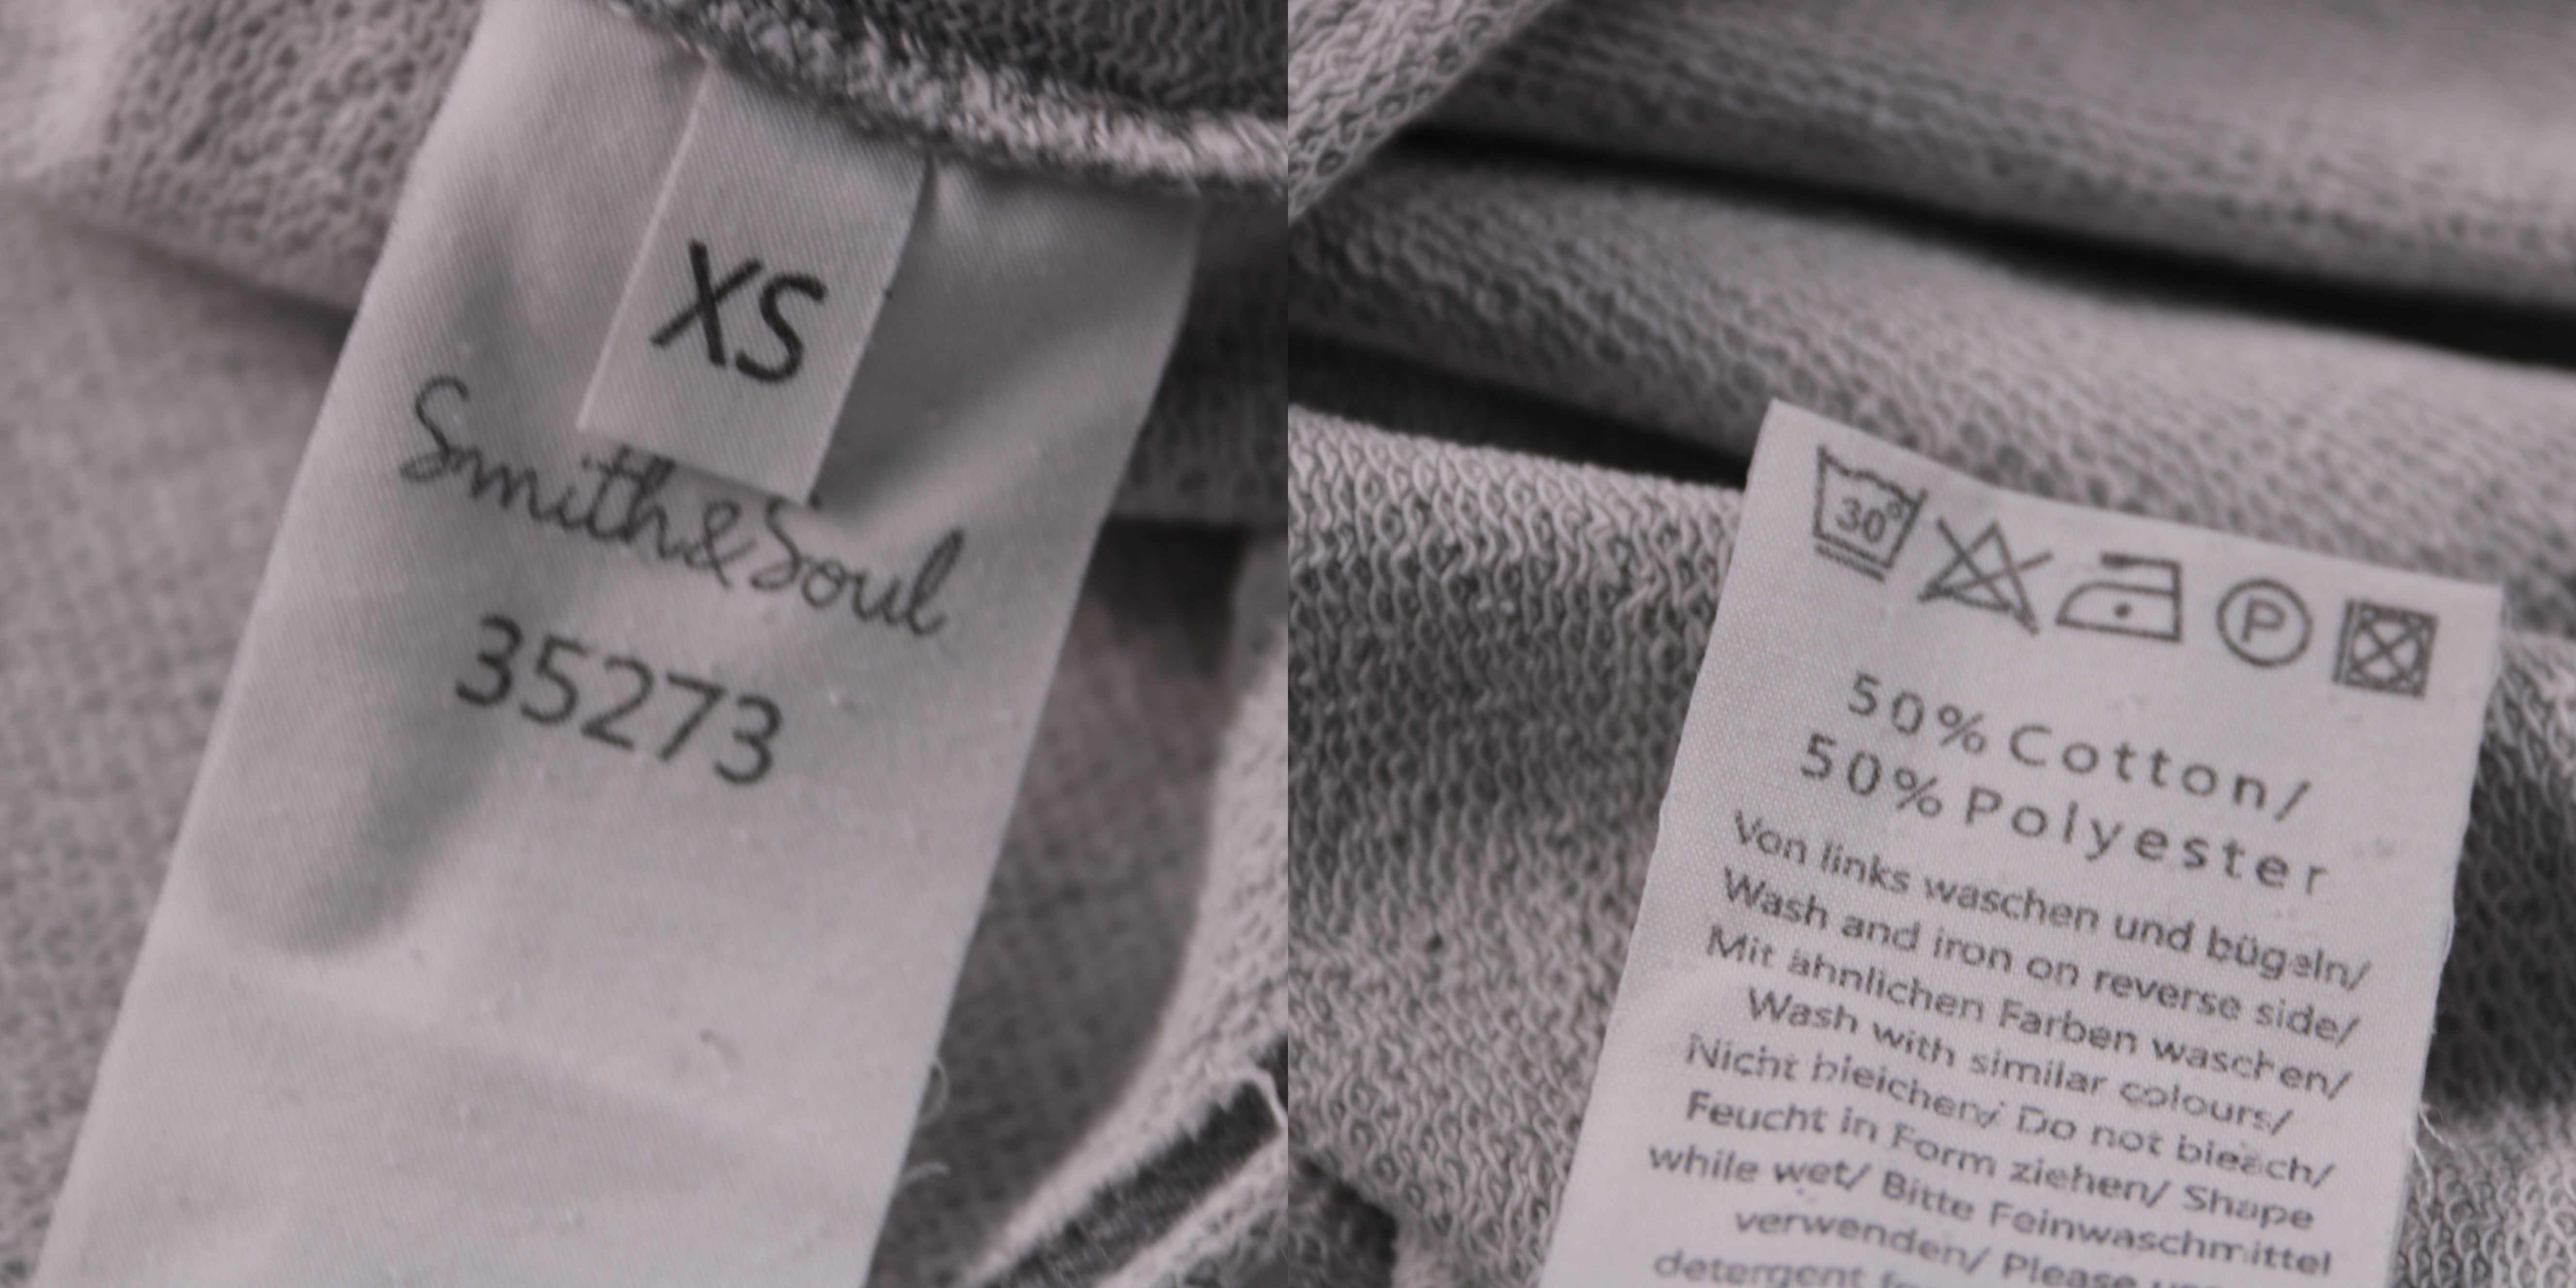 XS
Smith&Soul
35273
30°
P
50% Cotton/
50% Polyester
Von links waschen und bügeln/
Wash and iron on reverse side/
Mit ähnlichen Farben waschen/
Wash with similar colours/
Nicht bleichen/ Do not bleach/
Feucht in Form ziehen/ Shape
while wet/ Bitte Feinwaschmittel
verwenden/ Please use
detergent